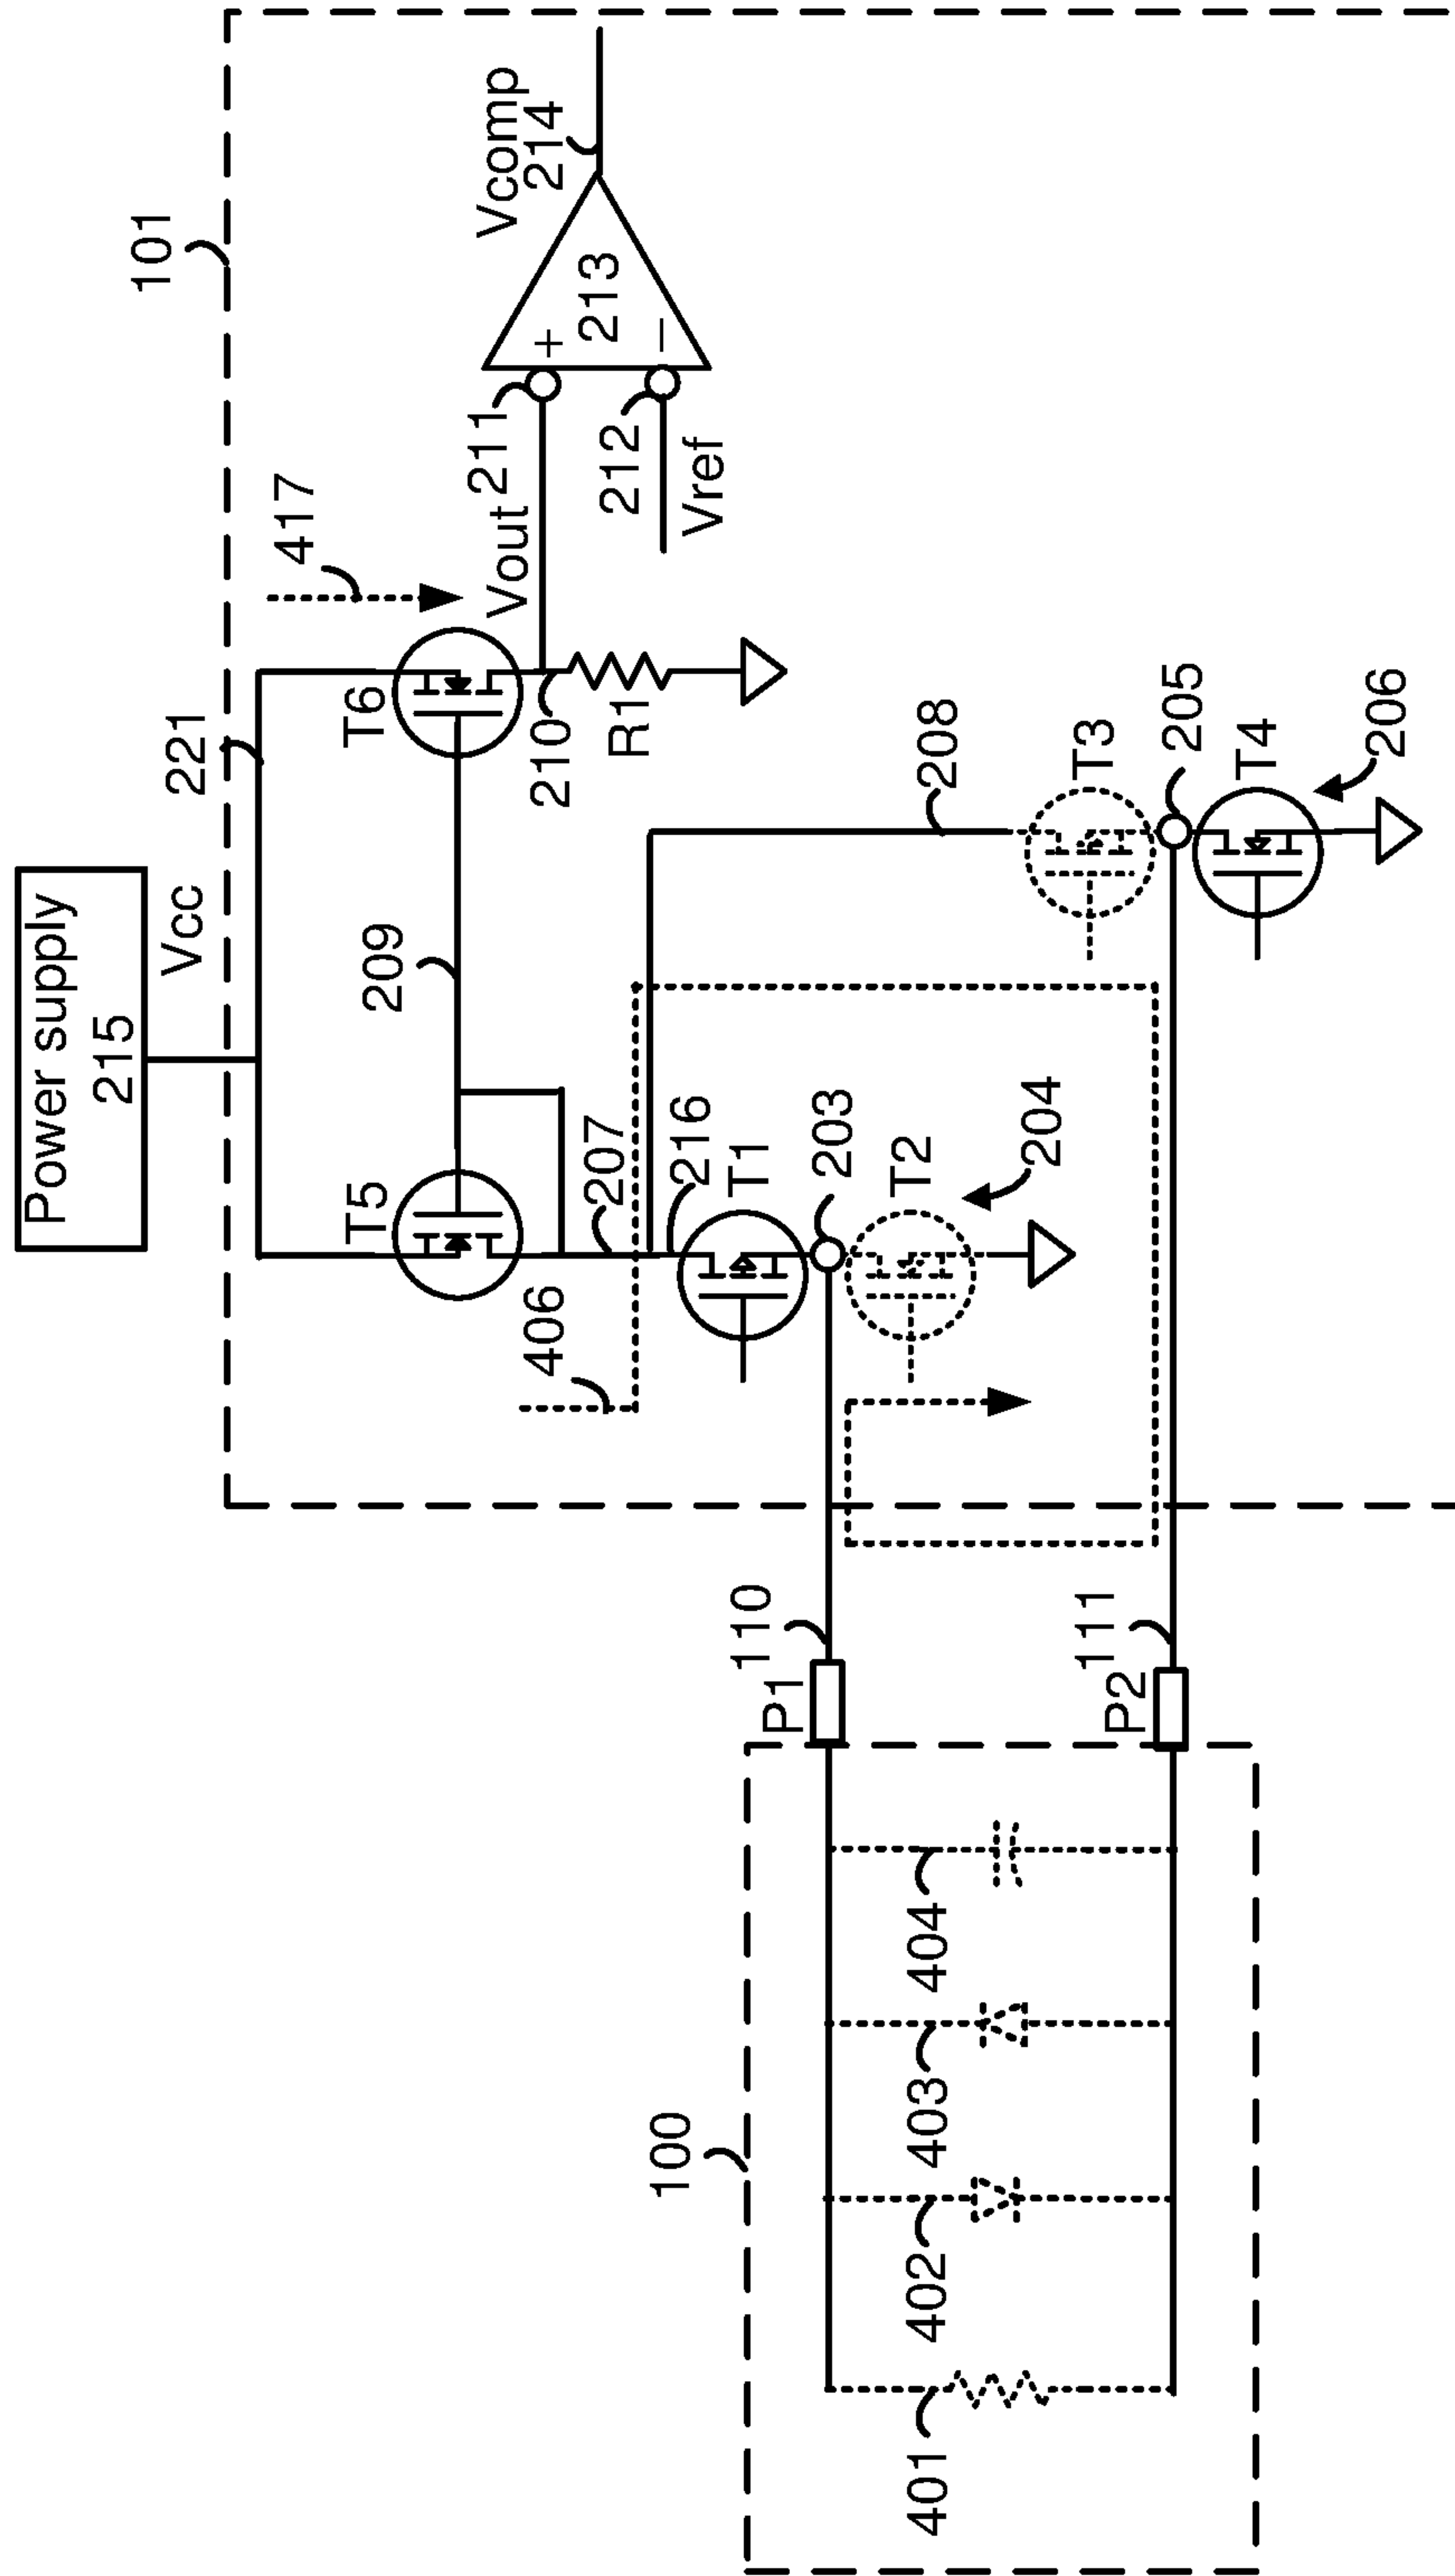 Power supply
215
Vcc
221
101
T5
T6
417
209
Vout
211
Vcomp
214
213
+
−
212
Vref
210
R1
207
406
216
T1
203
T2
204
208
T3
205
T4
206
110
P1
111
P2
100
401
402
403
404